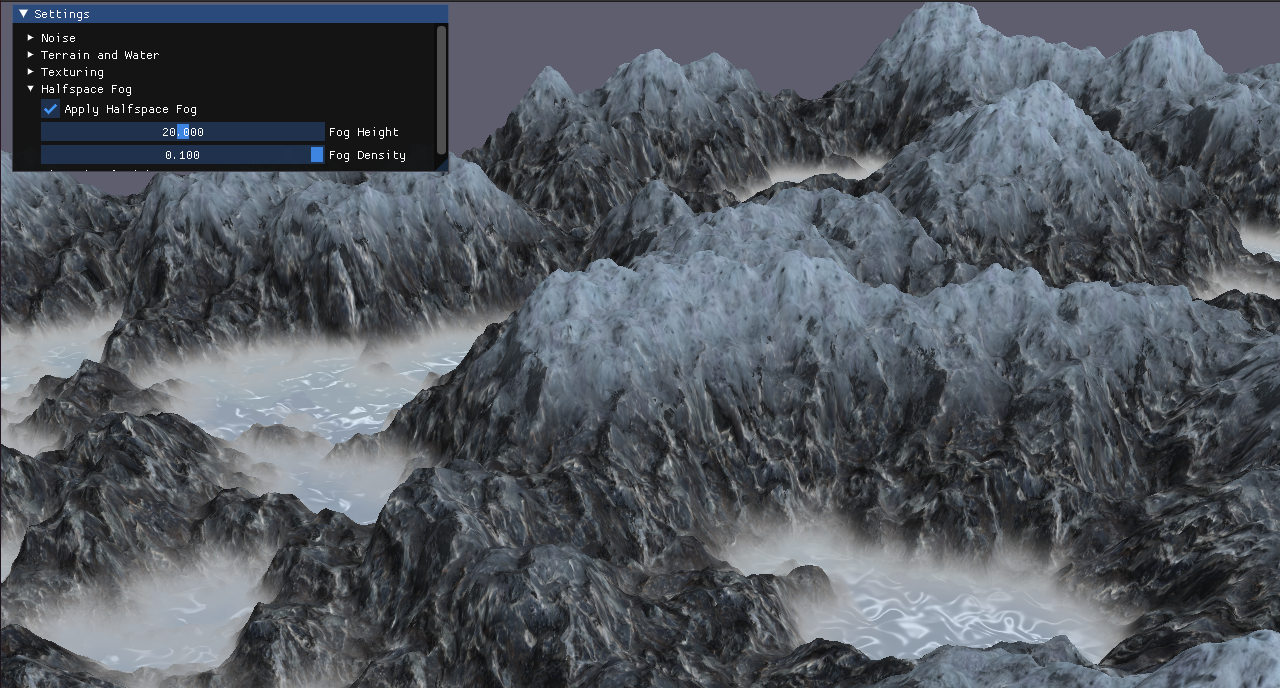 Settings
Noise
Terrain and Water
Texturing
Halfspace Fog
Apply Halfspace Fog
20.000 Fog Height
0.100 Fog Density